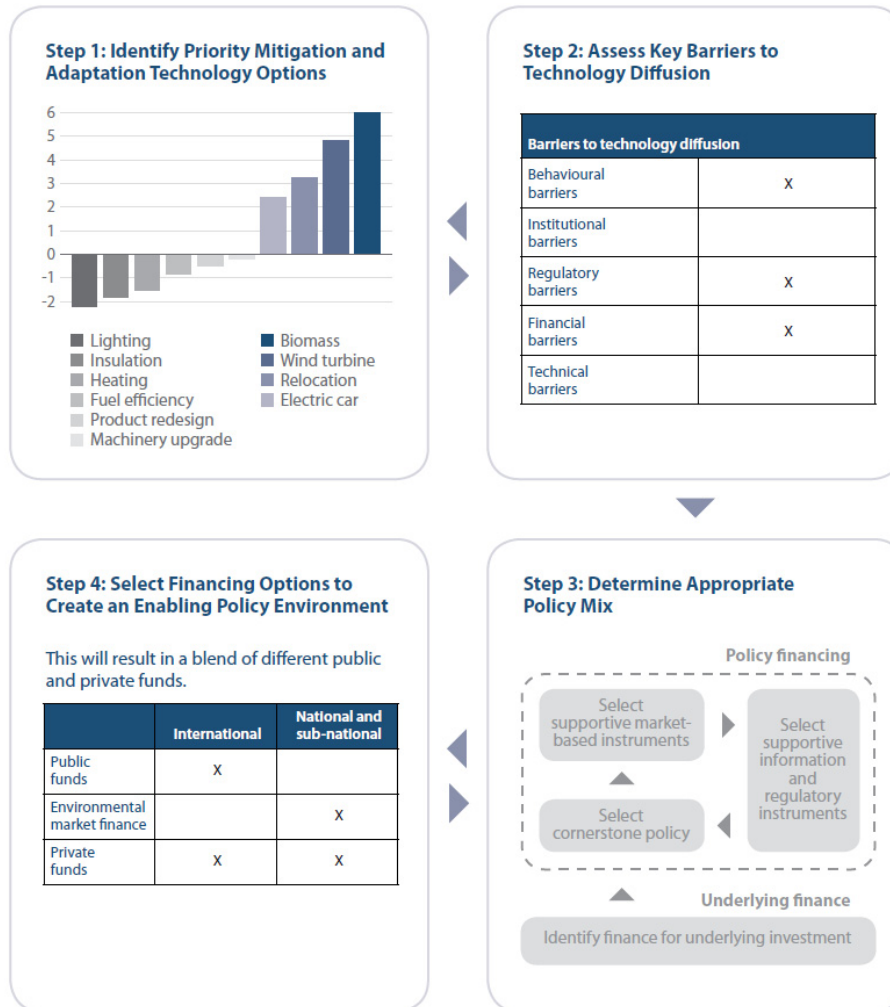 Step 1: Identify Priority Mitigation and
Adaptation Technology Options
6
5
4
3
2
1
0
-1
-2
Lighting
Insulation
Heating
Fuel efficiency
Product redesign
Machinery upgrade
Biomass
Wind turbine
Relocation
Electric car
Step 2: Assess Key Barriers to
Technology Diffusion
Barriers to technology diffusion
Behavioural
barriers
X
Institutional
barriers
Regulatory
barriers
X
Financial
barriers
X
Technical
barriers
Step 4: Select Financing Options to
Create an Enabling Policy Environment
This will result in a blend of different public
and private funds.
International
National and
sub-national
Public
funds
X
Environmental
market finance
X
Private
funds
X
X
Step 3: Determine Appropriate
Policy Mix
Policy financing
Select
supportive market-
based instruments
Select
supportive
information
and
regulatory
instruments
Select
cornerstone policy
Underlying finance
Identify finance for underlying investment